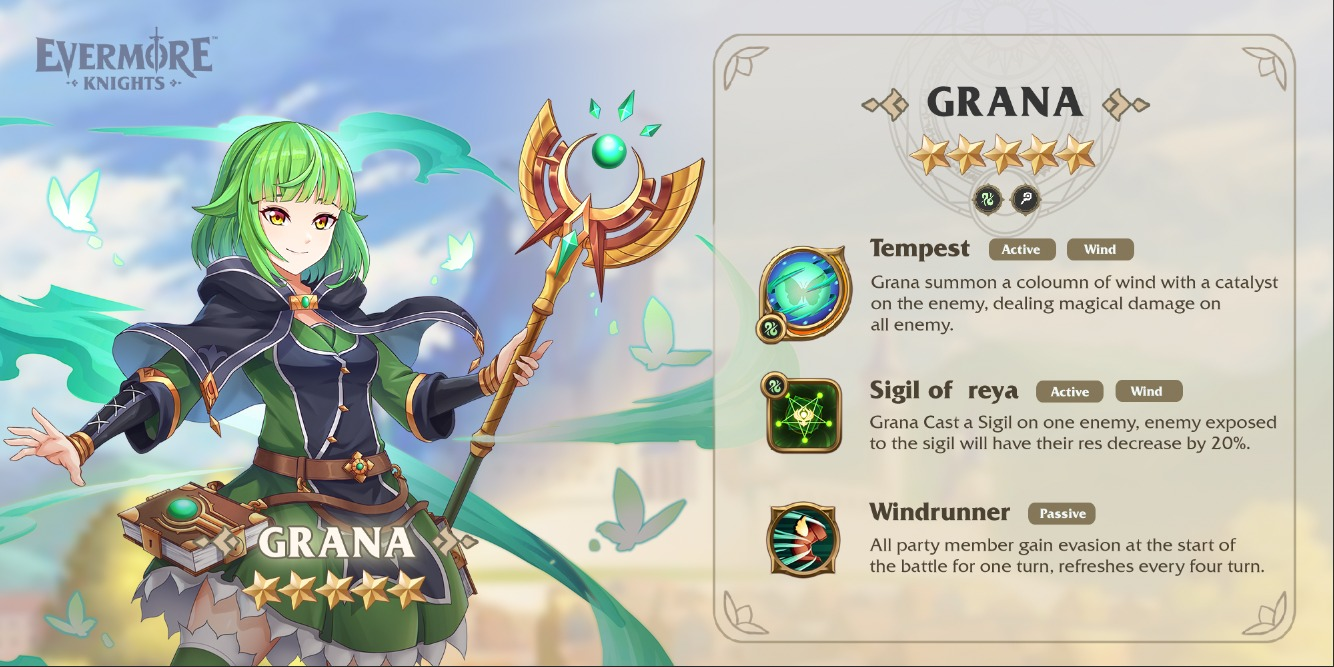 EVERMORE
KNIGHTS
™
GRANA
GRANA
Tempest Active Wind
Grana summon a coloumn of wind with a catalyst
on the enemy, dealing magical damage on
all enemy.
Sigil of reya Active Wind
Grana Cast a Sigil on one enemy, enemy exposed
to the sigil will have their res decrease by 20%.
Windrunner Passive
All party member gain evasion at the start of
the battle for one turn, refreshes every four turn.